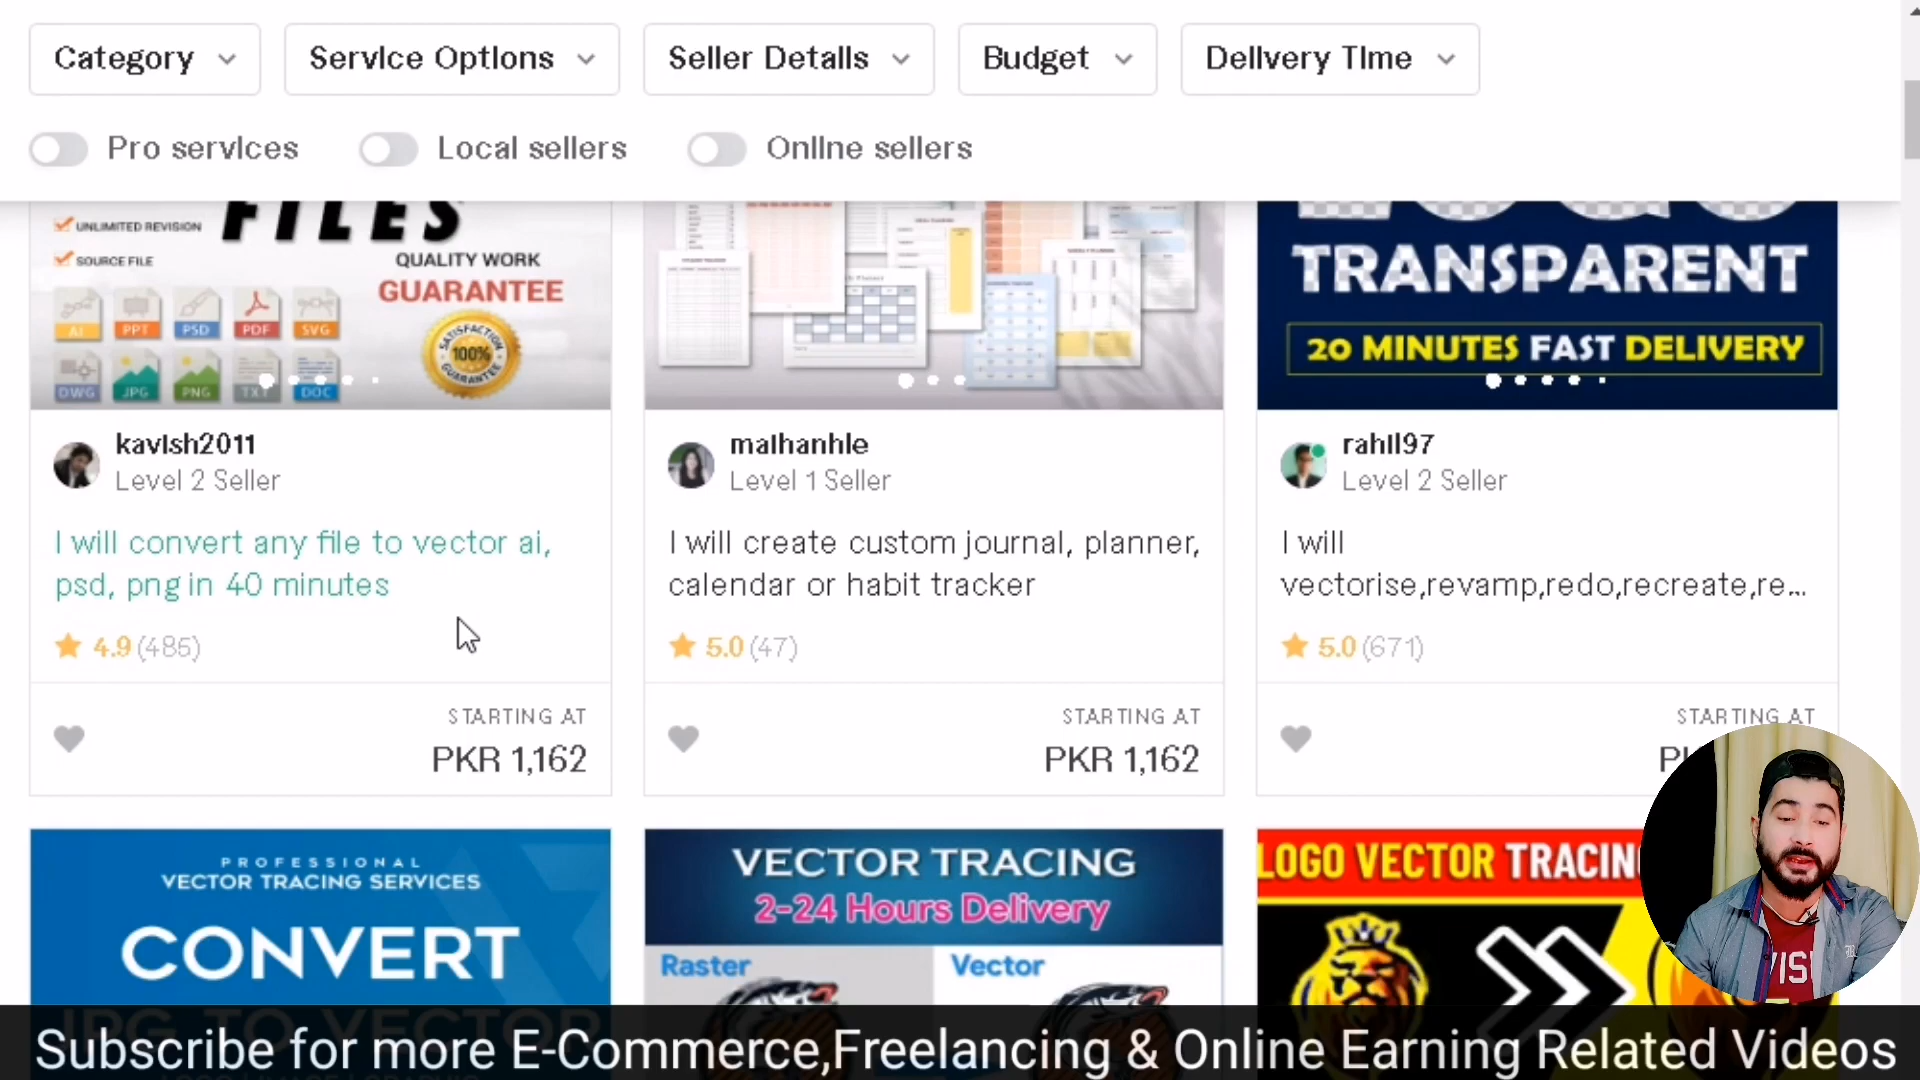 Category
Service Options
Seller Details
Budget
Delivery Time
Pro services
Local sellers
Online sellers
UNLIMITED REVISION
FILES
SOURCE FILE
QUALITY WORK
GUARANTEE
AI PPT PSD PDF SVG
SATISFACTION
100%
GUARANTEE
DWG JPG PNG TXT DOC
TRANSPARENT
20 MINUTES FAST DELIVERY
kavish2011
Level 2 Seller
I will convert any file to vector ai,
psd, png in 40 minutes
4.9 (485)
STARTING AT
PKR 1,162
maihanhle
Level 1 Seller
I will create custom journal, planner,
calendar or habit tracker
5.0 (47)
STARTING AT
PKR 1,162
rahil97
Level 2 Seller
I will
vectorise,revamp,redo,recreate,re...
5.0 (671)
STARTING AT
PROFESSIONAL
VECTOR TRACING SERVICES
CONVERT
JPG TO VECTOR
VECTOR TRACING
2-24 Hours Delivery
Raster
Vector
LOGO VECTOR TRACING
Subscribe for more E-Commerce,Freelancing & Online Earning Related Videos